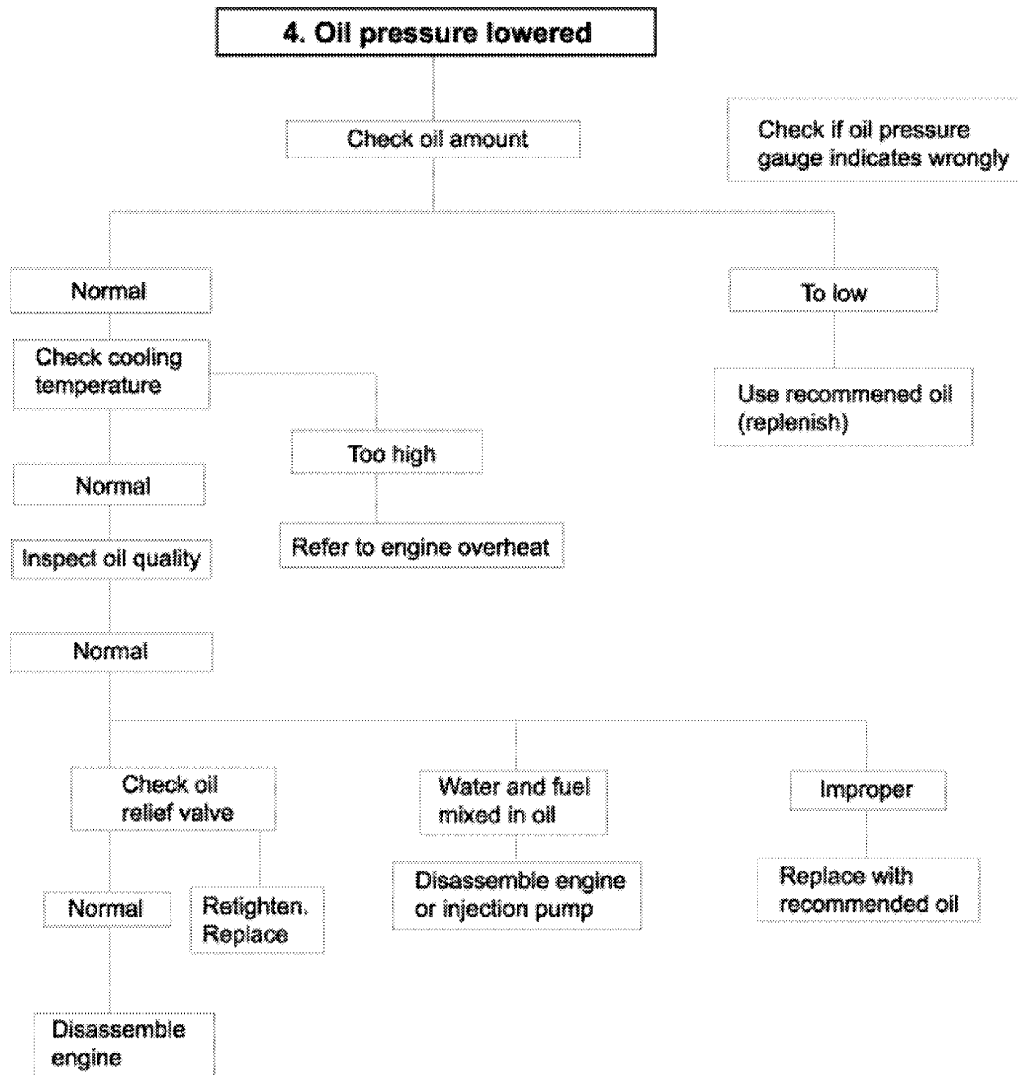 4. Oil pressure lowered
Check oil amount
Check if oil pressure
gauge indicates wrongly
Normal
To low
Check cooling
temperature
Use recommened oil
(replenish)
Too high
Normal
Refer to engine overheat
Inspect oil quality
Normal
Check oil
relief valve
Water and fuel
mixed in oil
Improper
Disassemble engine
or injection pump
Replace with
recommended oil
Normal
Retighten.
Replace
Disassemble
engine